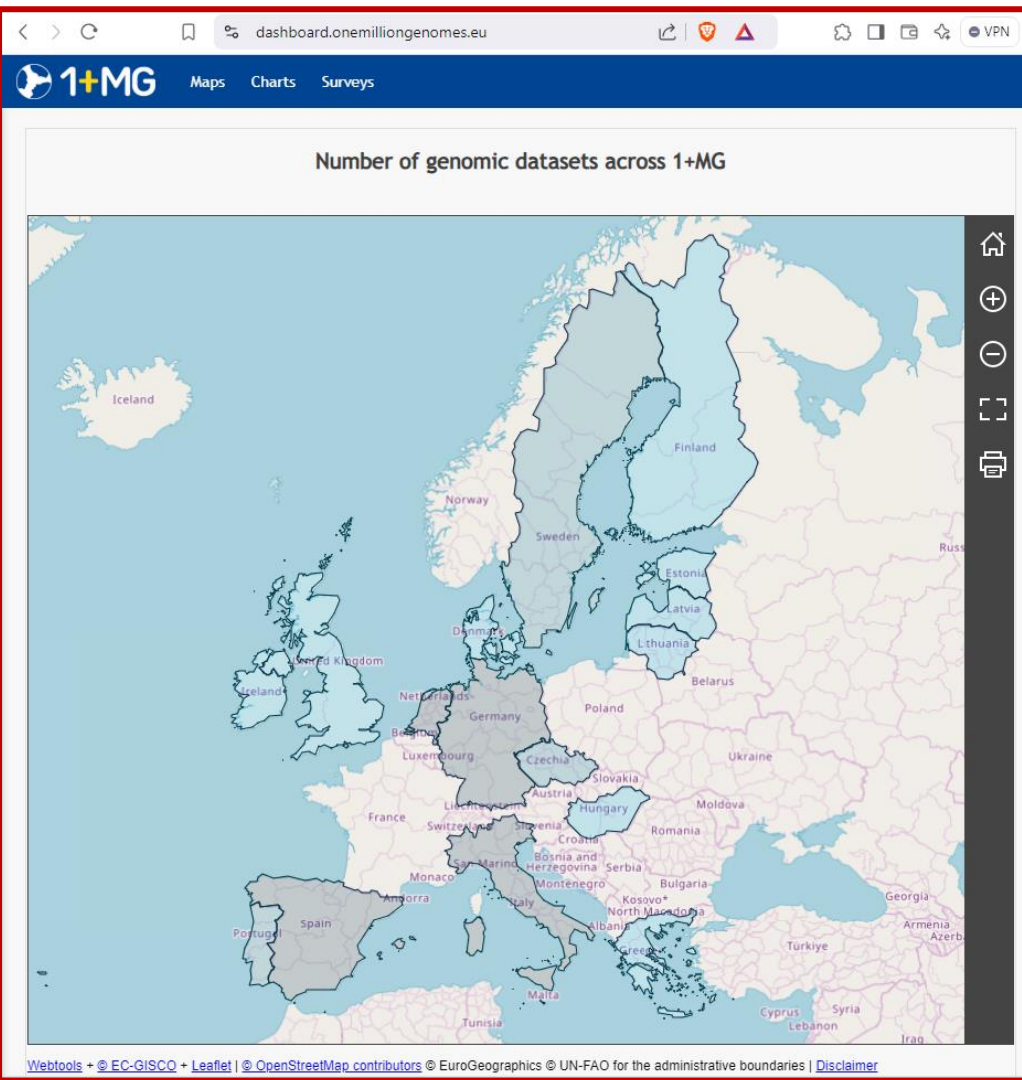 dashboard.onemilliongenomes.eu
VPN
1+MG
Maps Charts Surveys
Number of genomic datasets across 1+MG
Iceland
Finland
Norway
Sweden
Russ
Estonia
Latvia
Denmark
Lithuania
United Kingdom
Ireland
Belarus
Netherlands
Poland
Germany
Belgium
Luxembourg
Czechia
Ukraine
Slovakia
Austria
Liechtenstein
Hungary
Moldova
France
Switzerland
Slovenia
Croatia
Romania
San Marino
Bosnia and
Herzegovina
Serbia
Monaco
Montenegro
Bulgaria
Andorra
Kosovo*
Georgia
Italy
North Macedonia
Spain
Albania
Armenia
Portugal
Azerb
Greece
Türkiye
Malta
Cyprus
Syria
Tunisia
Lebanon
Iraq
Webtools + © EC-GISCO + Leaflet | © OpenStreetMap contributors © EuroGeographics © UN-FAO for the administrative boundaries | Disclaimer